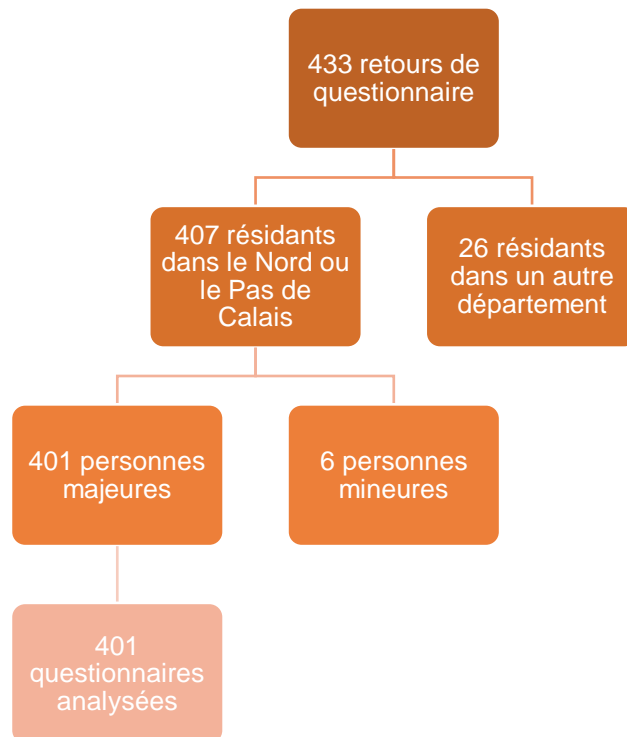 433 retours de
questionnaire
407 résidants
dans le Nord ou
le Pas de
Calais
26 résidants
dans un autre
département
401 personnes
majeures
6 personnes
mineures
401
questionnaires
analysées